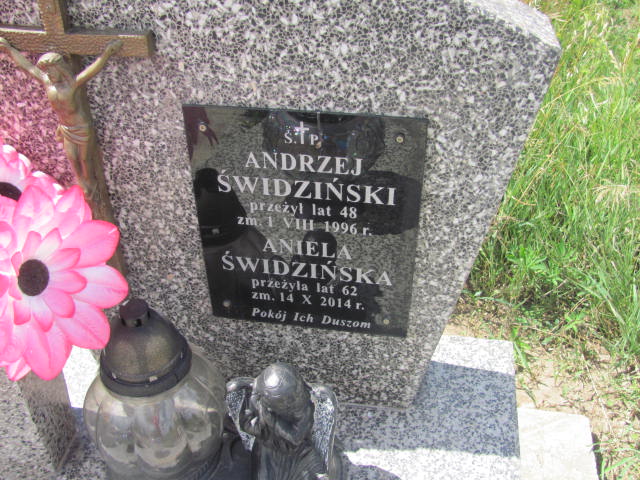 Ś.†P.
ANDRZEJ
ŚWIDZIŃSKI
przeżył lat 48
zm. 1 VIII 1996 r.
ANIELA
ŚWIDZIŃSKA
przeżyła lat 62
zm. 14 X 2014 r.
Pokój Ich Duszom